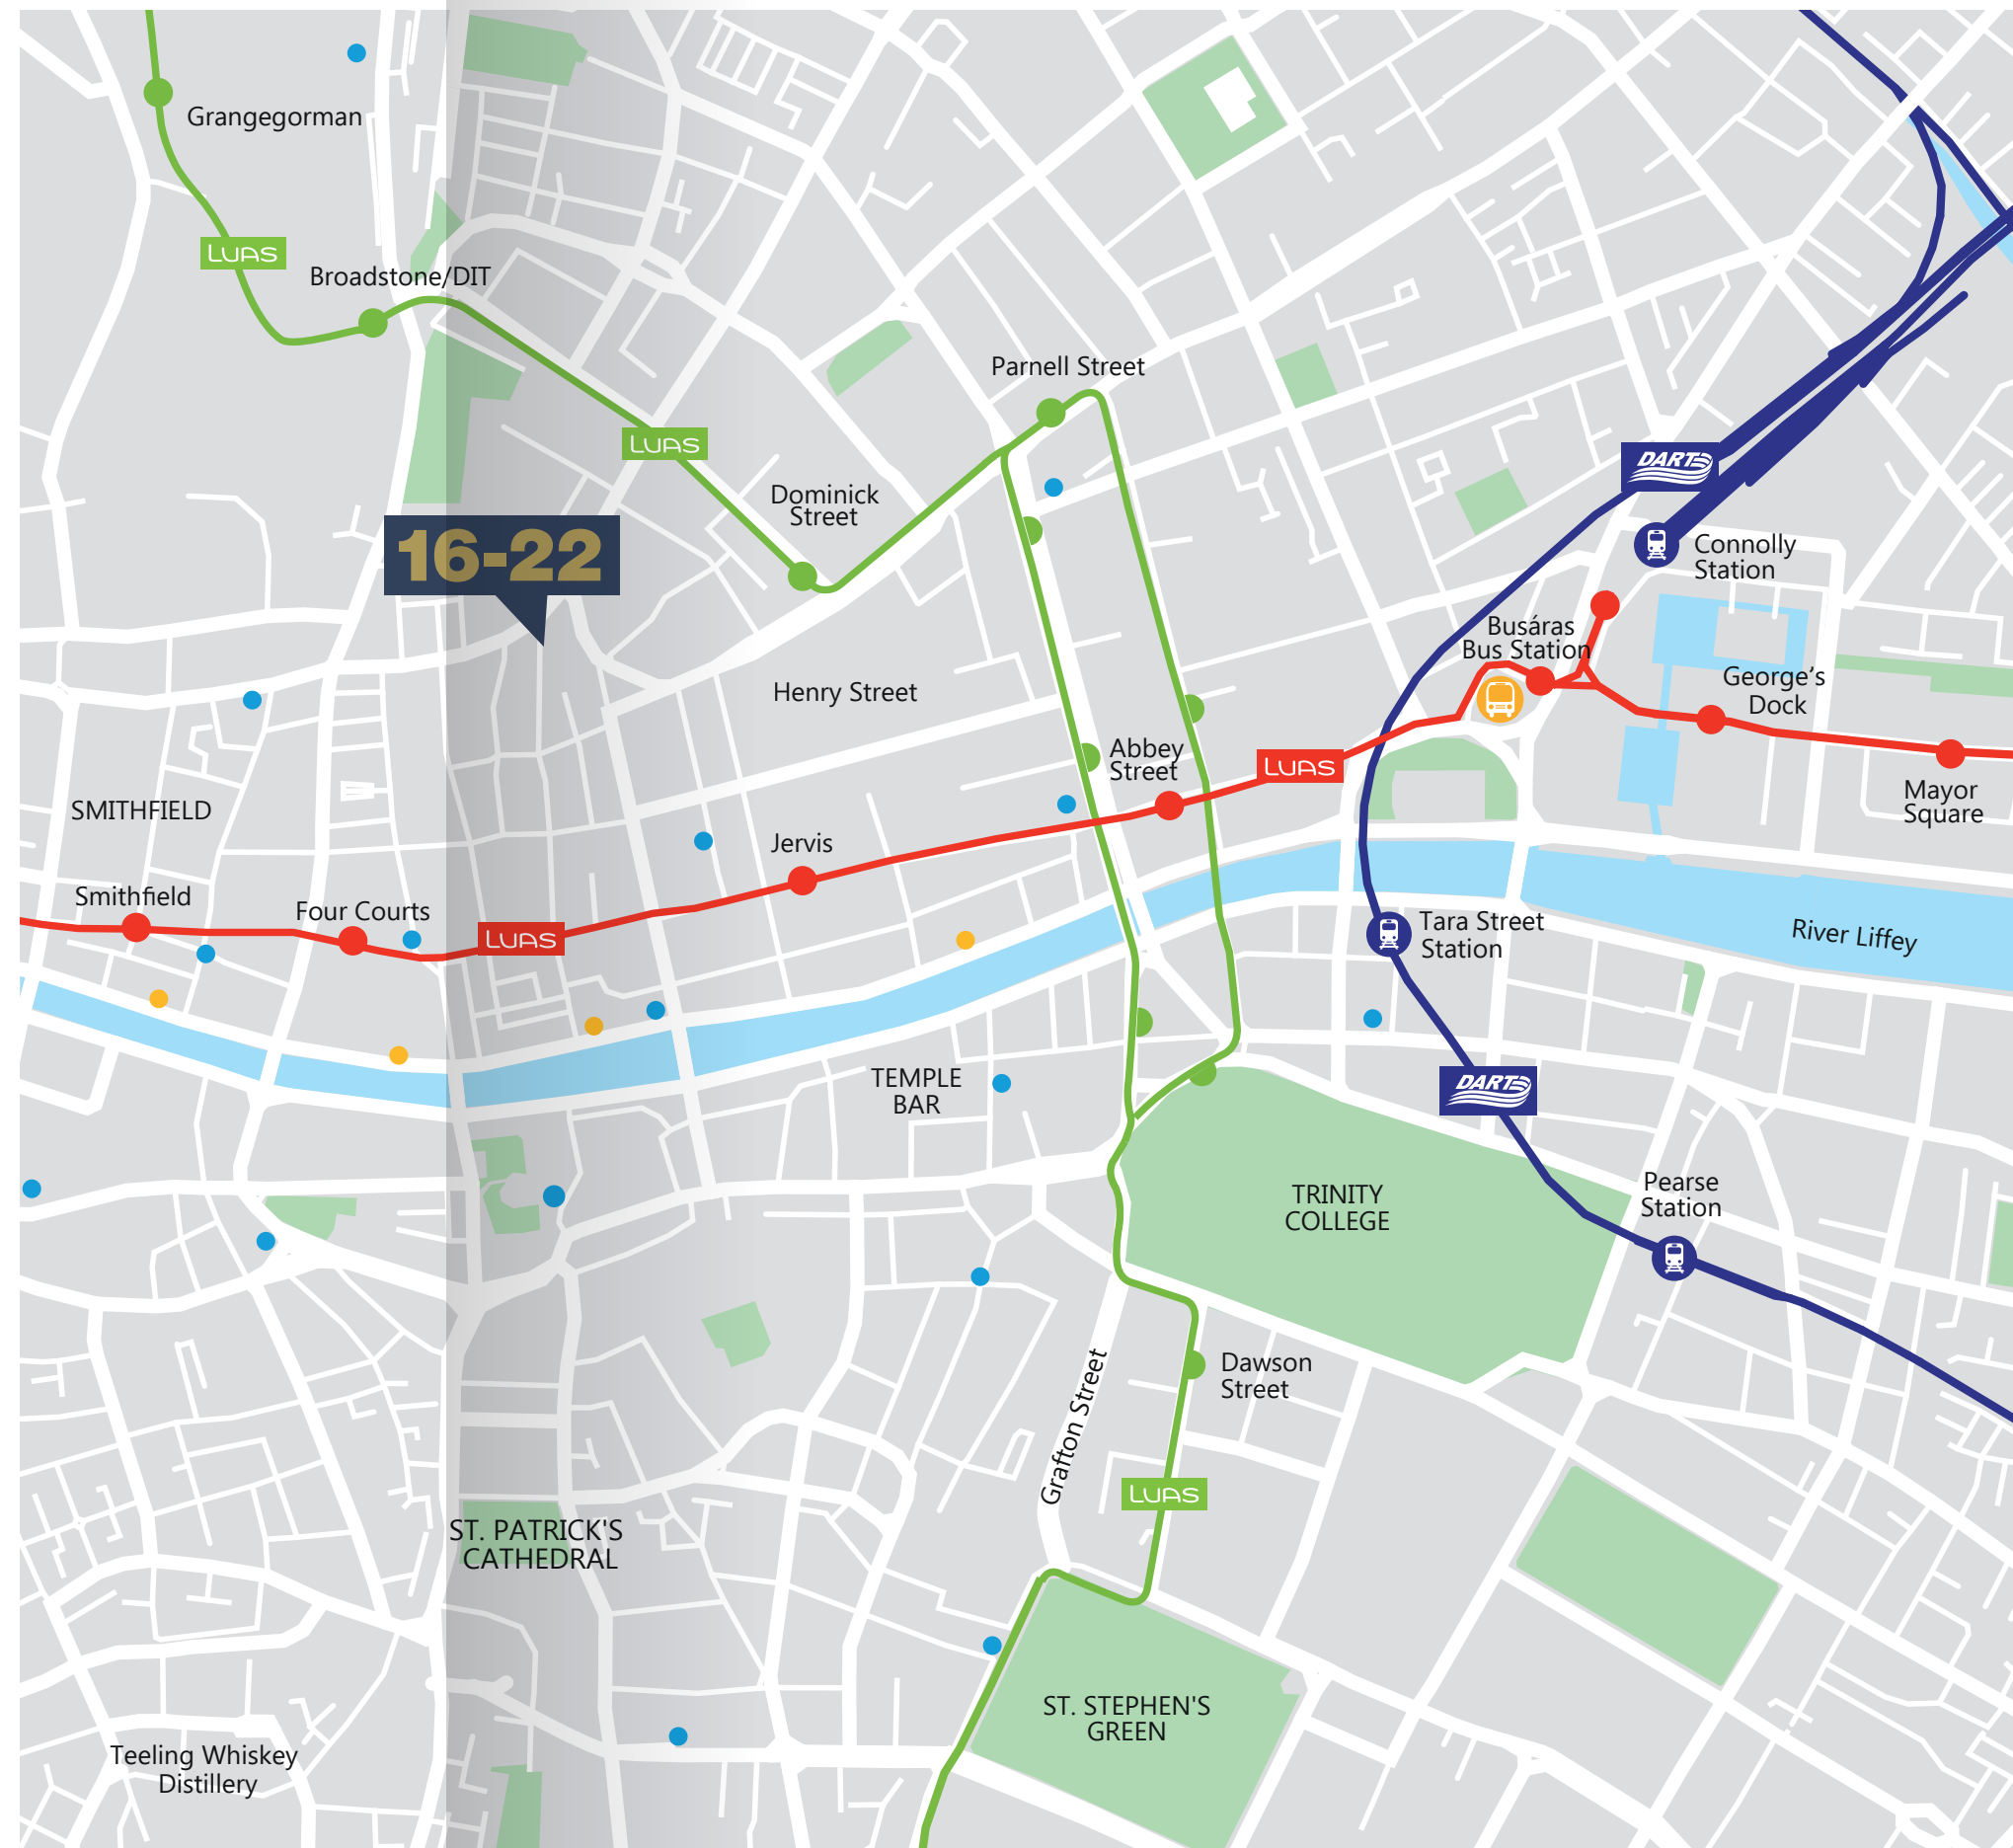 Grangegorman
LUAS
Broadstone/DIT
Parnell Street
LUAS
DART
Dominick
Street
16-22
Connolly
Station
Busáras
Bus Station
Henry Street
George's
Dock
Abbey
Street
LUAS
Mayor
Square
SMITHFIELD
Jervis
Smithfield
Four Courts
LUAS
Tara Street
Station
River Liffey
TEMPLE
BAR
DART
TRINITY
COLLEGE
Pearse
Station
Dawson
Street
Grafton Street
LUAS
ST. PATRICK'S
CATHEDRAL
ST. STEPHEN'S
GREEN
Teeling Whiskey
Distillery